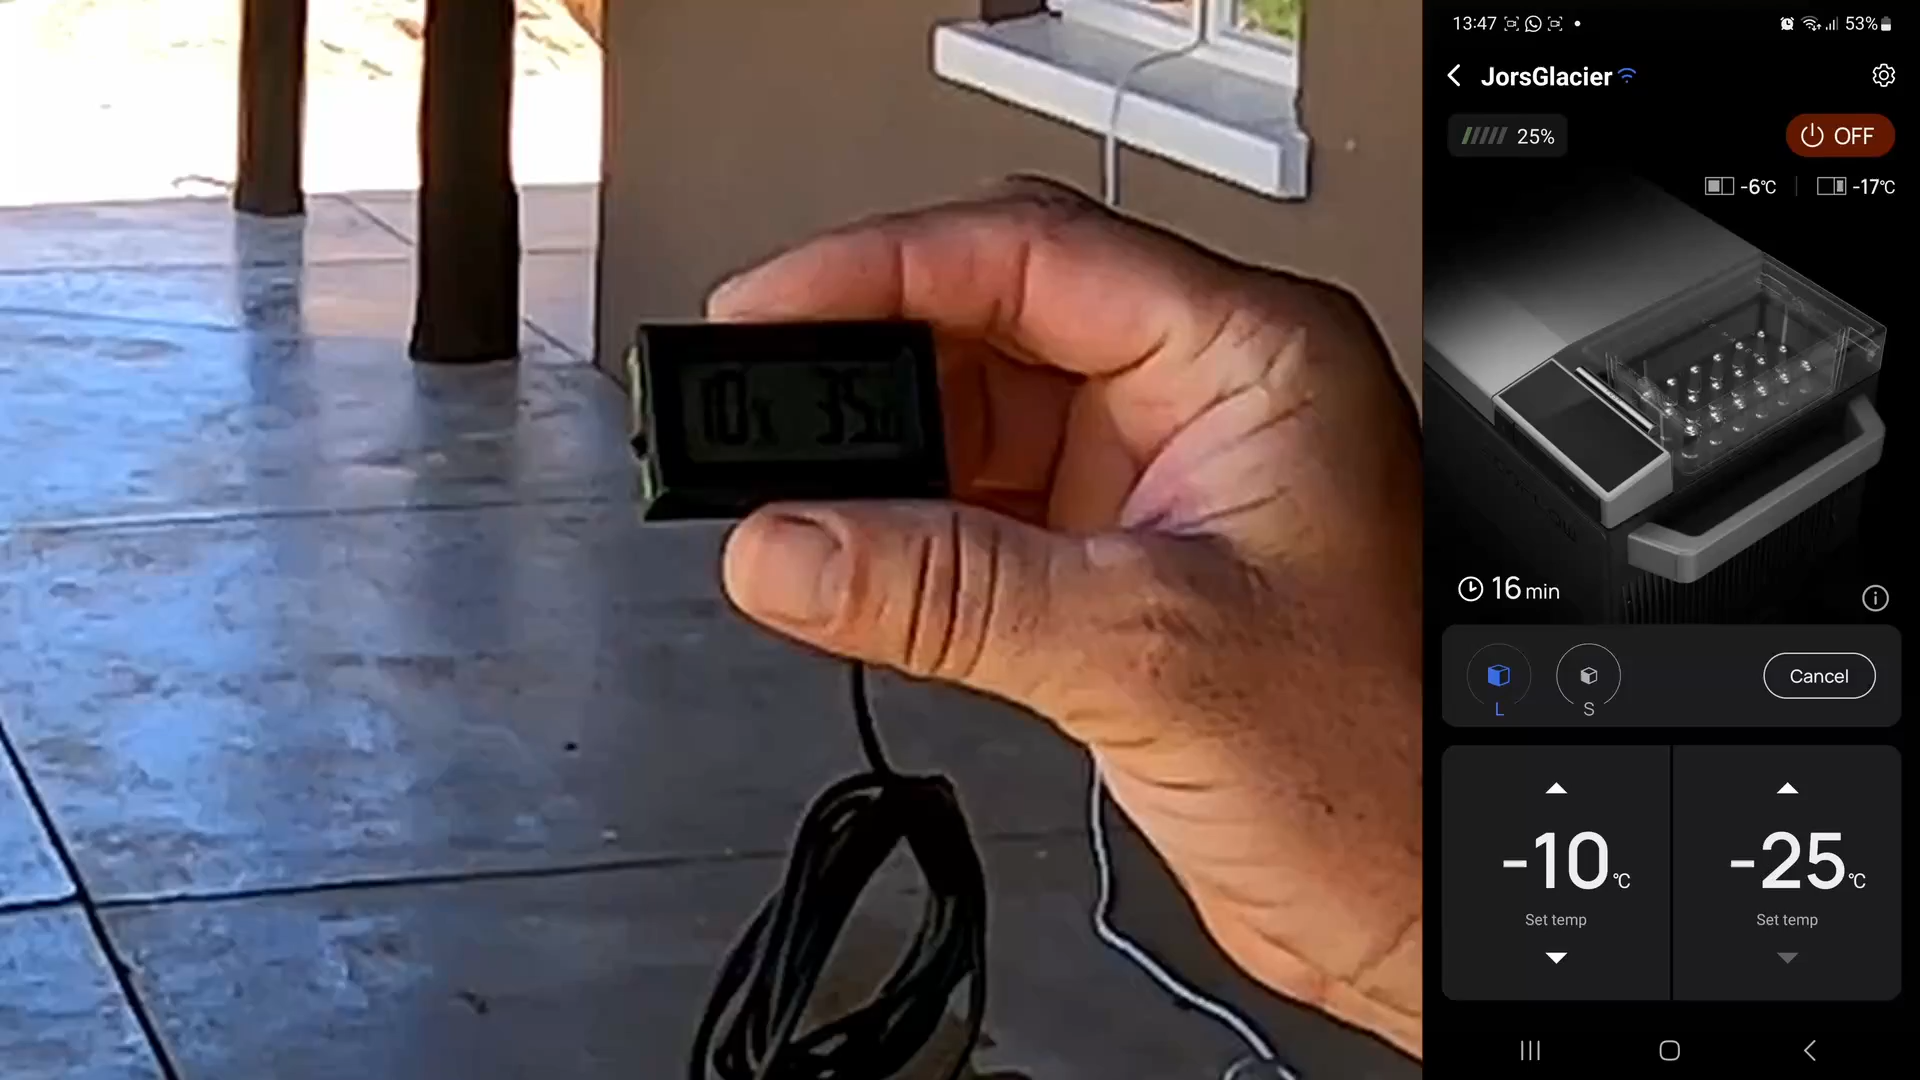 13:47
53%
JorsGlacier
25%
OFF
-6℃
-17℃
16 min
L
S
Cancel
-10℃
-25℃
Set temp
Set temp